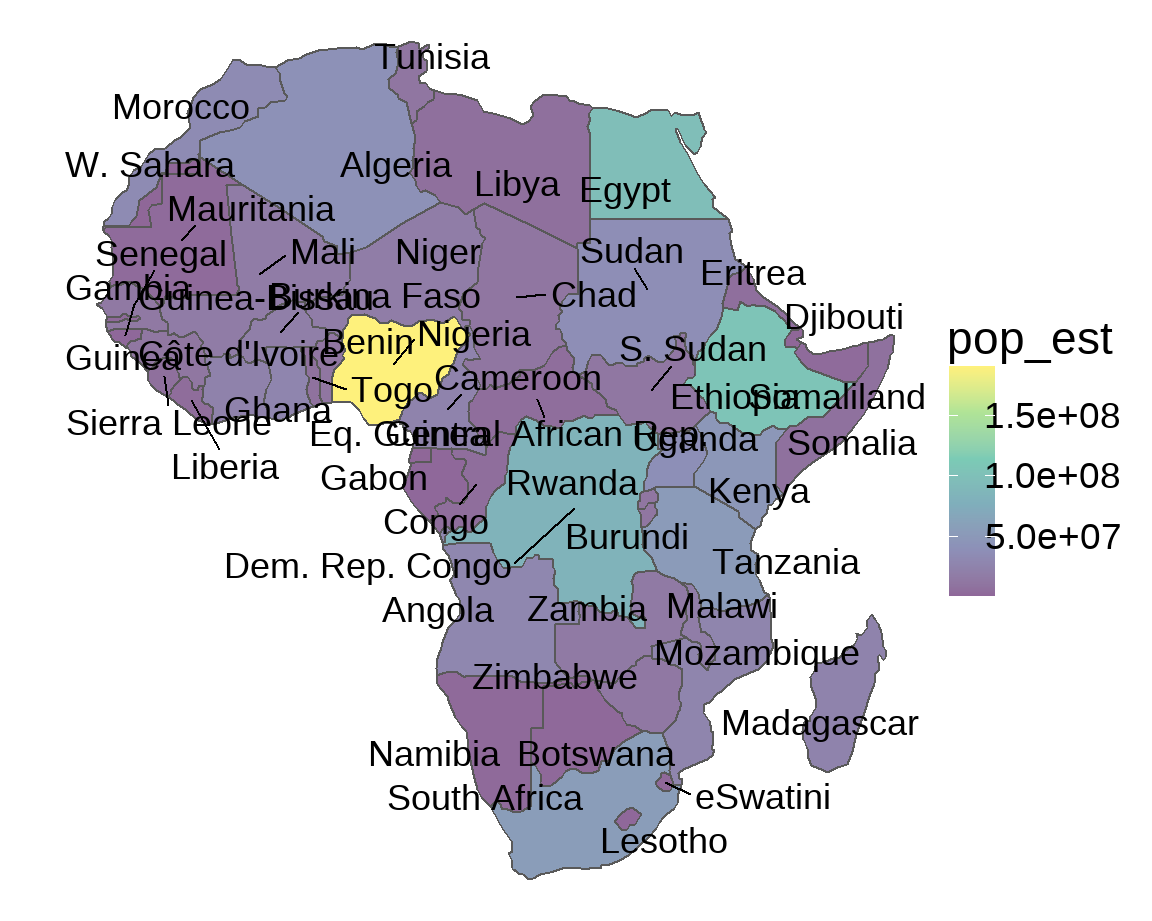 Tunisia
Morocco
W. Sahara
Algeria
Libya
Egypt
Mauritania
Senegal
Mali
Niger
Sudan
Eritrea
Gambia
Guinea-Bissau
Burkina Faso
Chad
Djibouti
Guinea
Côte d'Ivoire
Benin
Nigeria
S. Sudan
Togo
Cameroon
Ethiopia
Somaliland
Sierra Leone
Ghana
Eq. Guinea
Central African Rep.
Uganda
Somalia
Liberia
Gabon
Rwanda
Kenya
Congo
Burundi
Dem. Rep. Congo
Tanzania
Angola
Zambia
Malawi
Mozambique
Zimbabwe
Madagascar
Namibia
Botswana
South Africa
eSwatini
Lesotho
pop_est
1.5e+08
1.0e+08
5.0e+07